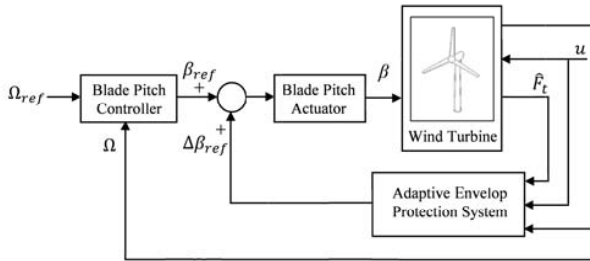 Ω_ref
Blade Pitch
Controller
β_ref
+
Ω
+
Δβ_ref
Blade Pitch
Actuator
β
Wind Turbine
u
F̂_t
Adaptive Envelop
Protection System